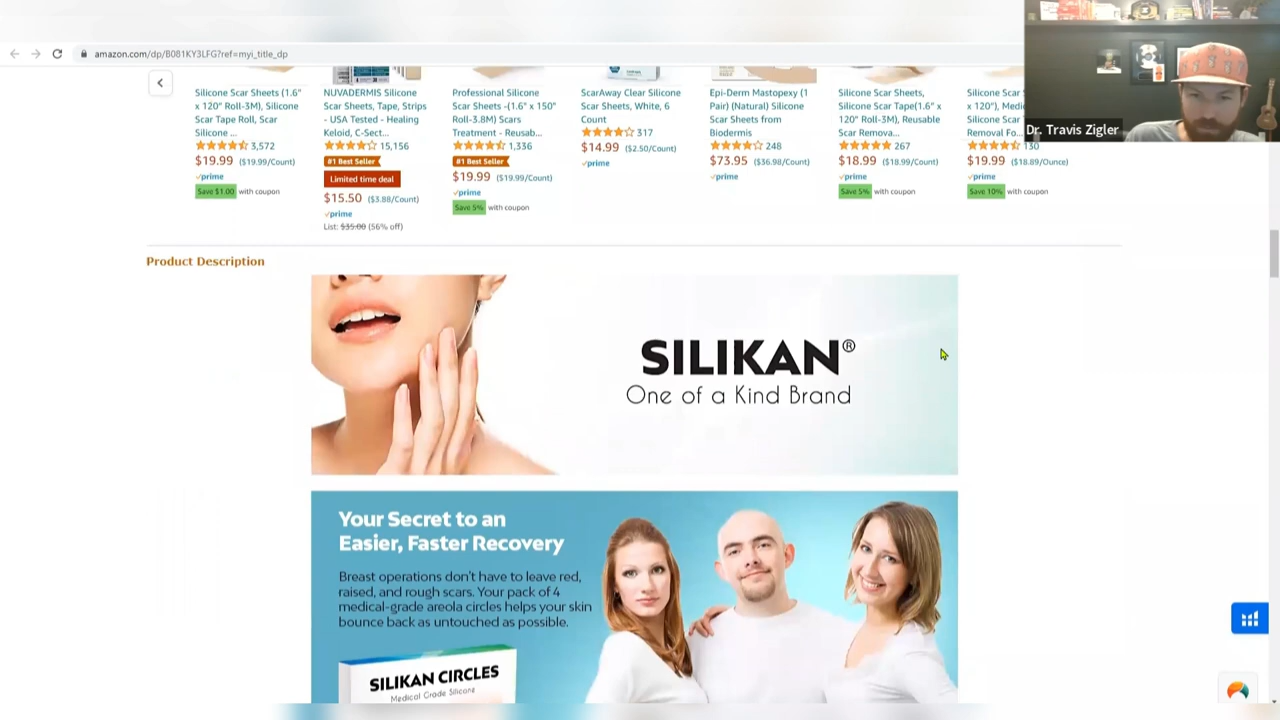 amazon.com/dp/B081KY3LFG?ref=myi_title_dp
Dr. Travis Zigler
Silicone Scar Sheets (1.6"
x 120" Roll-3M), Silicone
Scar Tape Roll, Scar
Silicone ...
3,572
$19.99 ($19.99/Count)
prime
Save $1.00 with coupon
NUVADERMIS Silicone
Scar Sheets, Tape, Strips
- USA Tested - Healing
Keloid, C-Sect...
15,156
#1 Best Seller
Limited time deal
$15.50 ($3.88/Count)
prime
List: $35.00 (56% off)
Professional Silicone
Scar Sheets -(1.6" x 150"
Roll-3.8M) Scars
Treatment - Reusab...
1,336
#1 Best Seller
$19.99 ($19.99/Count)
prime
Save 5% with coupon
ScarAway Clear Silicone
Scar Sheets, White, 6
Count
317
$14.99 ($2.50/Count)
prime
Epi-Derm Mastopexy (1
Pair) (Natural) Silicone
Scar Sheets from
Biodermis
248
$73.95 ($36.98/Count)
prime
Silicone Scar Sheets,
Silicone Scar Tape(1.6" x
120" Roll-3M), Reusable
Scar Remova...
267
$18.99 ($18.99/Count)
prime
Save 5% with coupon
Silicone Scar
x 120"), Medi
Silicone Scar
Removal Fo...
130
$19.99 ($18.89/Ounce)
prime
Save 10% with coupon
Product Description
SILIKAN®
One of a Kind Brand
Your Secret to an
Easier, Faster Recovery
Breast operations don't have to leave red,
raised, and rough scars. Your pack of 4
medical-grade areola circles helps your skin
bounce back as untouched as possible.
SILIKAN CIRCLES
Medical Grade Silicone